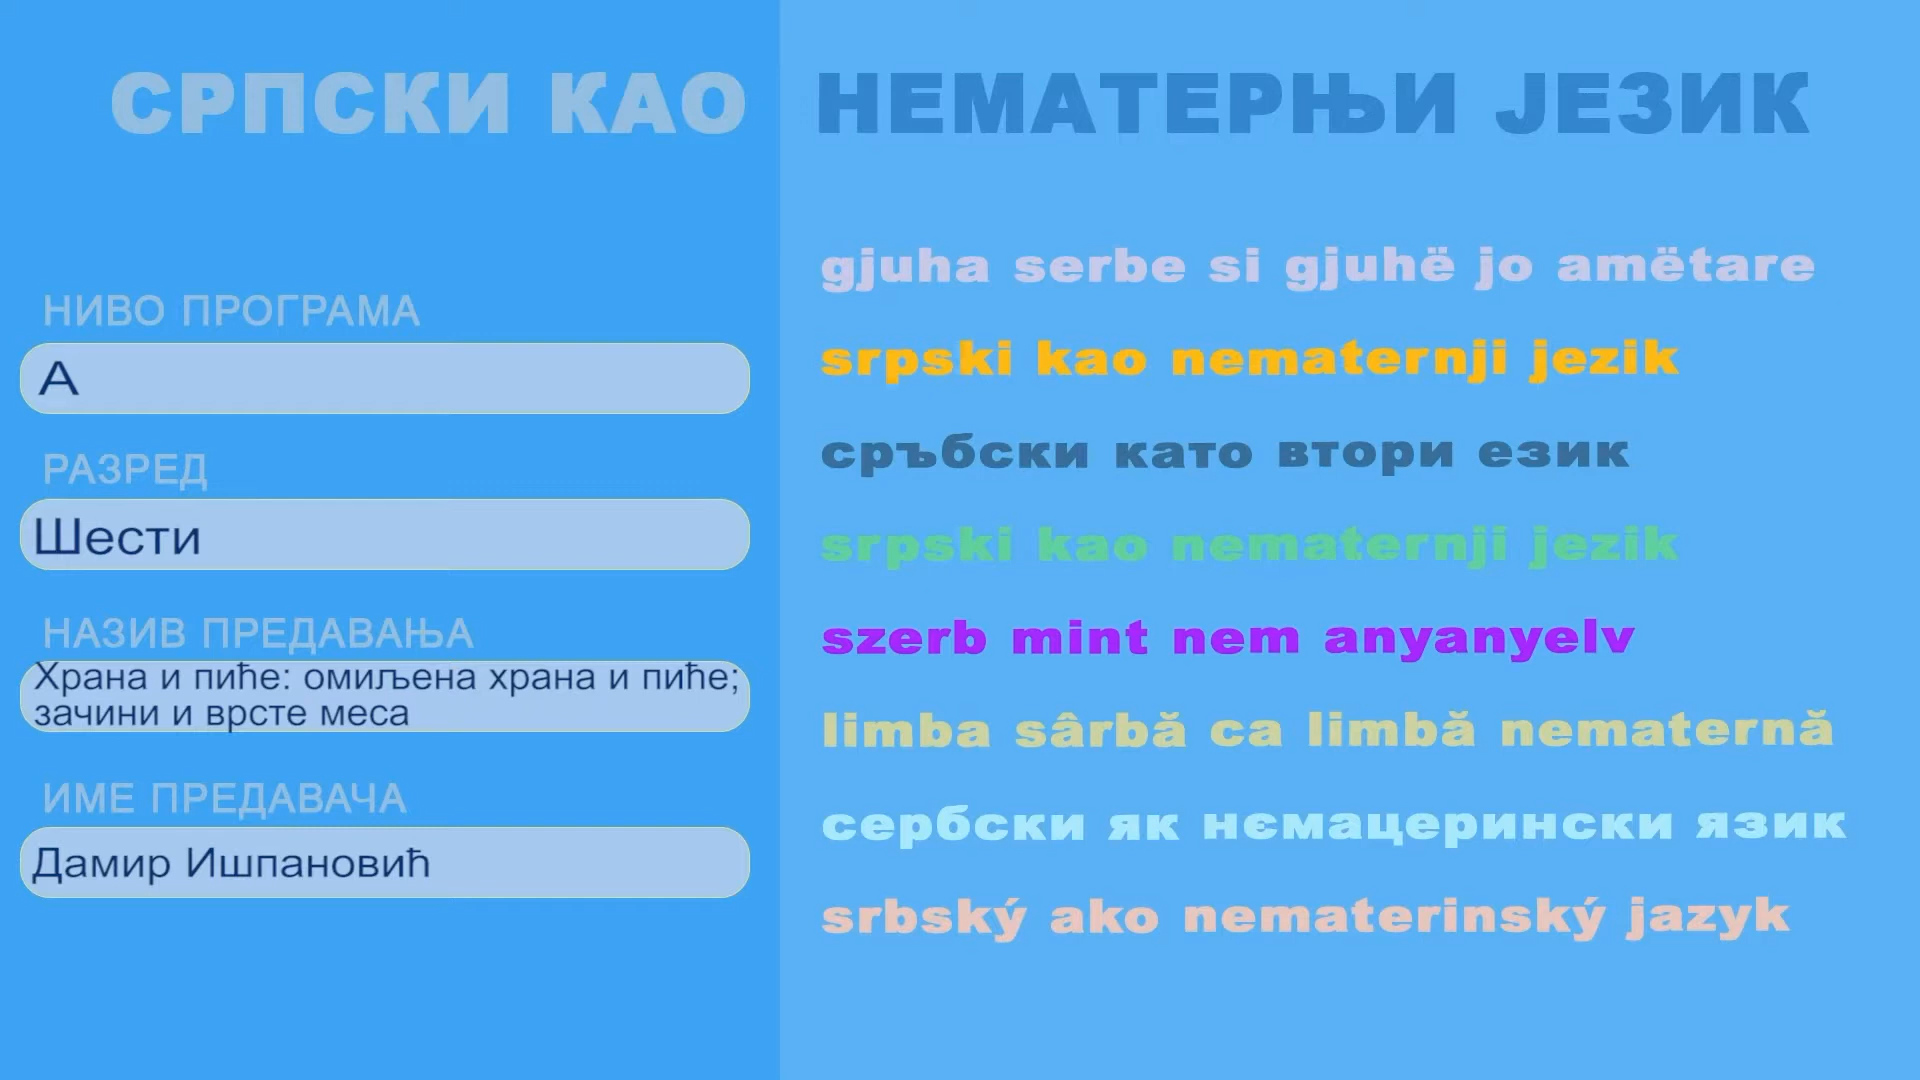 СРПСКИ КАО НЕМАТЕРЊИ ЈЕЗИК
НИВО ПРОГРАМА
А
РАЗРЕД
Шести
НАЗИВ ПРЕДАВАЊА
Храна и пиће: омиљена храна и пиће;
зачини и врсте меса
ИМЕ ПРЕДАВАЧА
Дамир Ишпановић
gjuha serbe si gjuhë jo amëtare
srpski kao nematernji jezik
сръбски като втори език
srpski kao nematernji jezik
szerb mint nem anyanyelv
limba sârbă ca limbă nematernă
сербски як нємацерински язик
srbský ako nematerinský jazyk